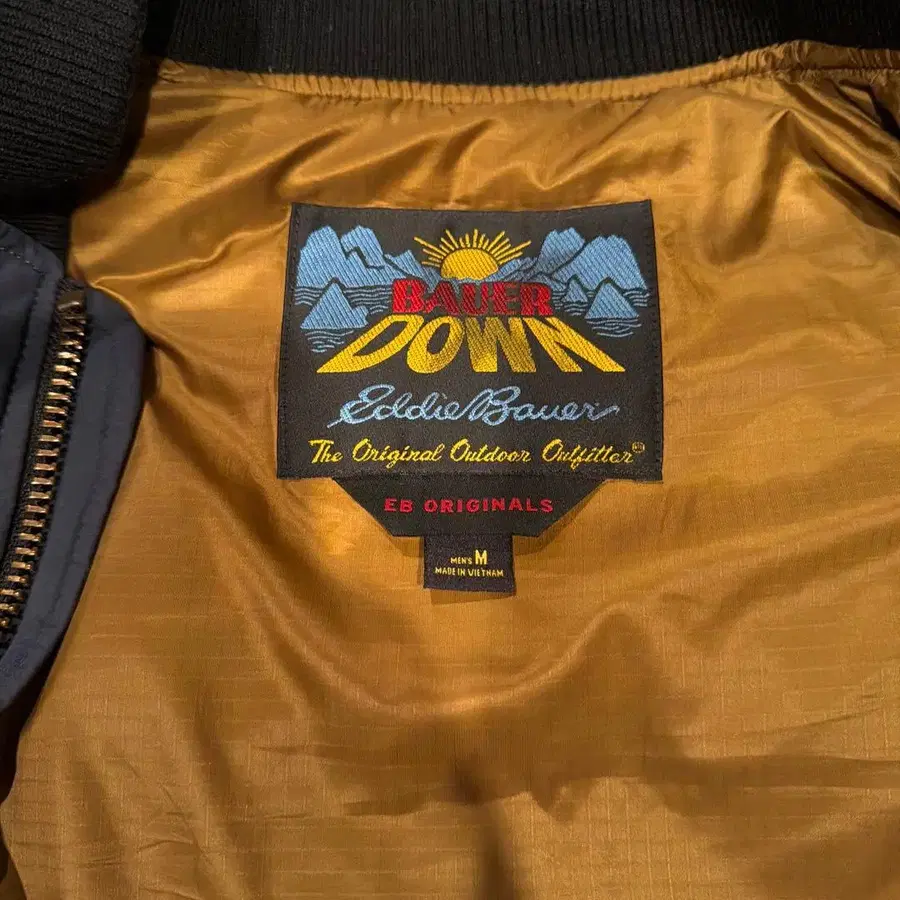 BAUER
DOWN
Eddie Bauer
The Original Outdoor Outfitter®
EB ORIGINALS
MEN'S M
MADE IN VIETNAM